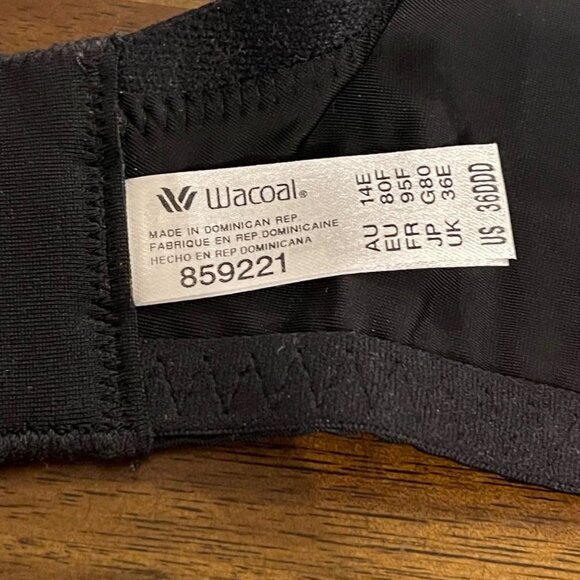 Wacoal®
MADE IN DOMINICAN REP.
FABRIQUE EN REP.DOMINICAINE
HECHO EN REP.DOMINICANA
859221
AU 14E
EU 80F
FR 95F
JP G80
UK 36E
US 36DDD